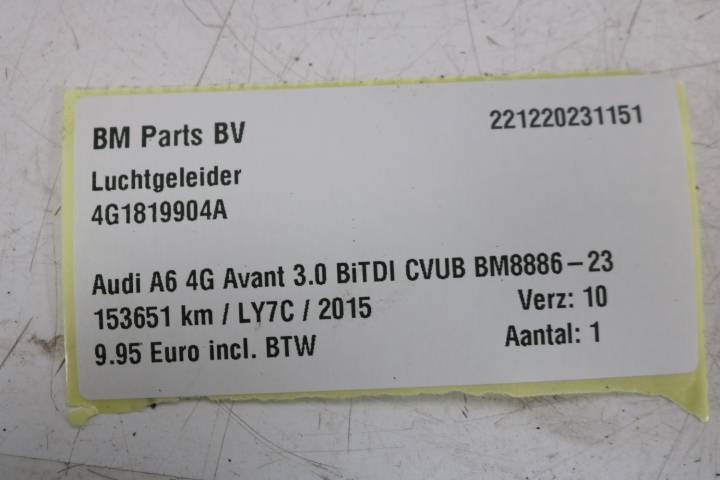 BM Parts BV 221220231151
Luchtgeleider
4G1819904A
Audi A6 4G Avant 3.0 BiTDI CVUB BM8886-23
153651 km / LY7C / 2015 Verz: 10
9.95 Euro incl. BTW Aantal: 1